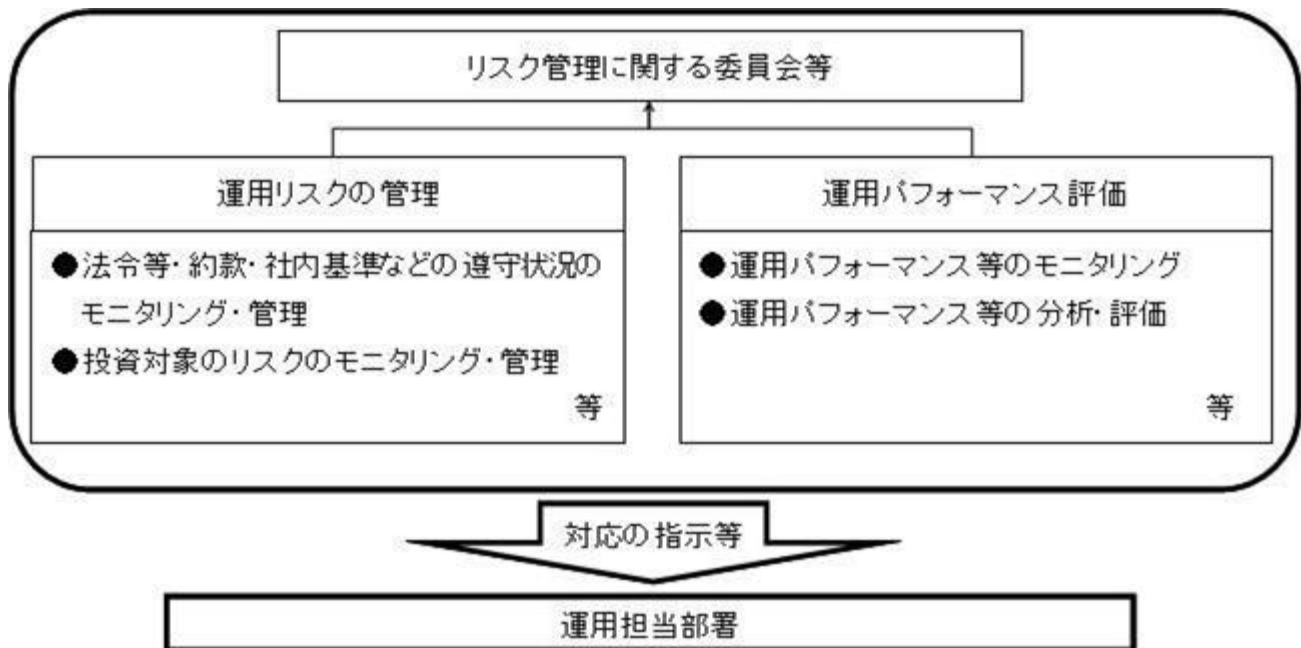 リスク管理に関する委員会等
運用リスクの管理
●法令等・約款・社内基準などの遵守状況の
モニタリング・管理
●投資対象のリスクのモニタリング・管理
等
運用パフォーマンス評価
●運用パフォーマンス等のモニタリング
●運用パフォーマンス等の分析・評価
等
対応の指示等
運用担当部署